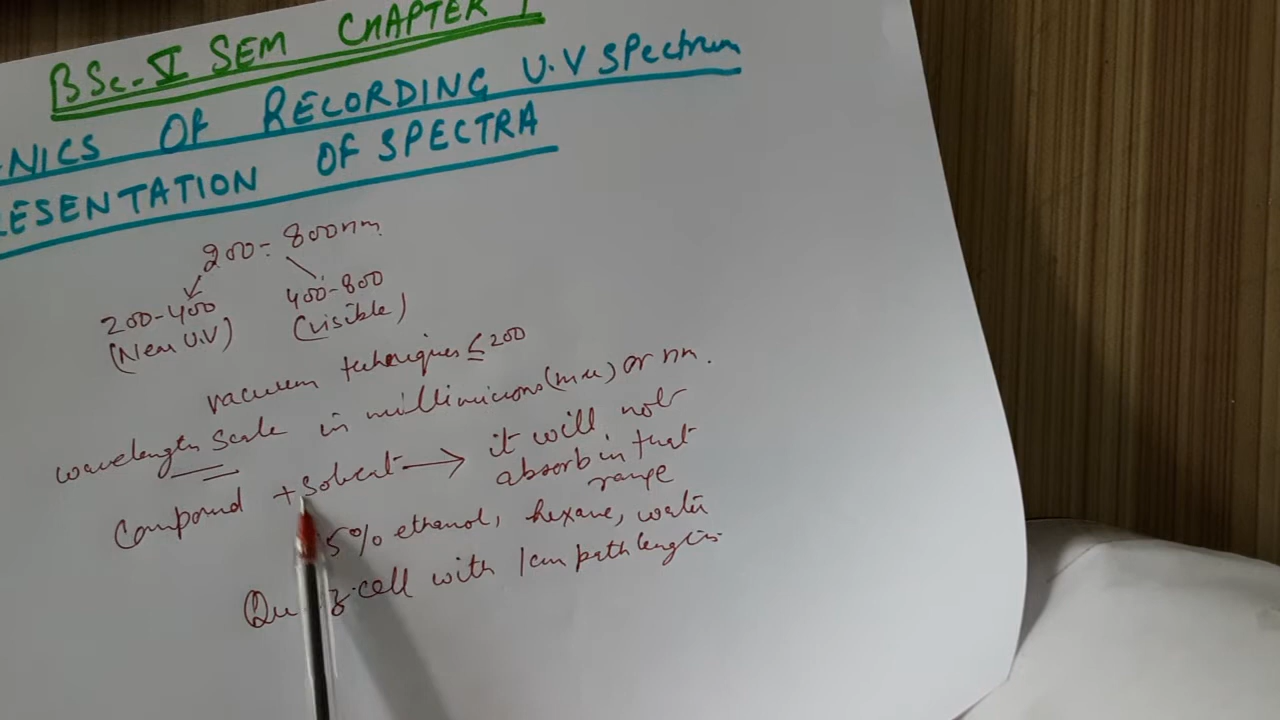 BSc-V SEM CHAPTER 1
NICS OF RECORDING U.V SPectrum
RESENTATION OF SPECTRA
200-800nm
200-400 400-800
(Near U.V) (visible)
vacuum techniques ≤ 200
wavelength scale in millimicrons(mμ) or nm.
Compound + Solvent → it will not
absorb in that
range
5% ethanol, hexane, water
cell with 1cm path length